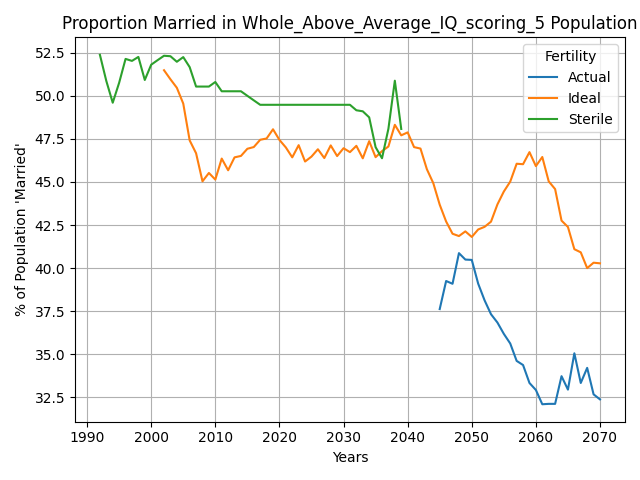 Proportion Married in Whole_Above_Average_IQ_scoring_5 Population
% of Population 'Married'
52.5
50.0
47.5
45.0
42.5
40.0
37.5
35.0
32.5
Fertility
Actual
Ideal
Sterile
1990 2000 2010 2020 2030 2040 2050 2060 2070
Years